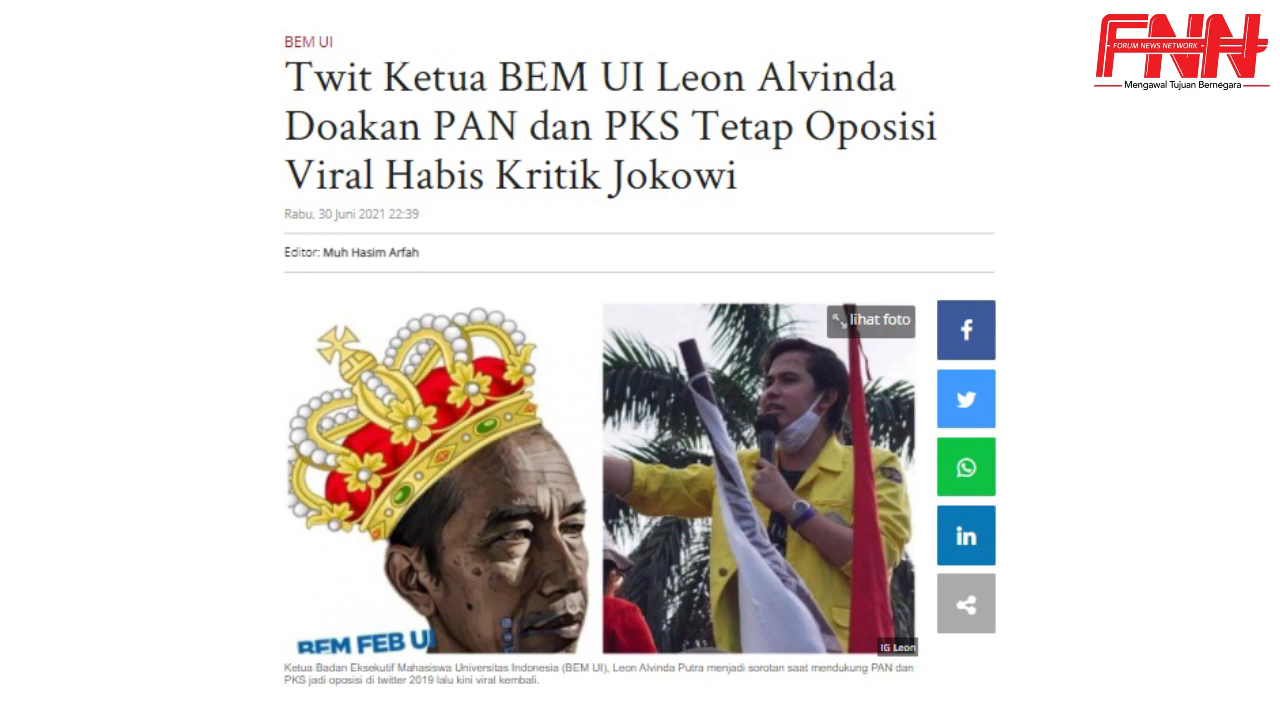 FNN
FORUM NEWS NETWORK
Mengawal Tujuan Bernegara
BEM UI
Twit Ketua BEM UI Leon Alvinda
Doakan PAN dan PKS Tetap Oposisi
Viral Habis Kritik Jokowi
Rabu, 30 Juni 2021 22:39
Editor: Muh Hasim Arfah
lihat foto
f
in
BEM FEB UI
IG Leon
Ketua Badan Eksekutif Mahasiswa Universitas Indonesia (BEM UI), Leon Alvinda Putra menjadi sorotan saat mendukung PAN dan
PKS jadi oposisi di twitter 2019 lalu kini viral kembali.